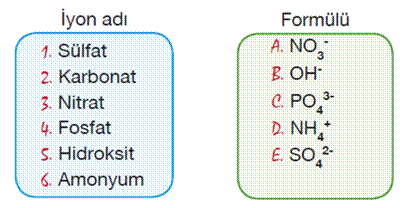 İyon adı
1. Sülfat
2. Karbonat
3. Nitrat
4. Fosfat
5. Hidroksit
6. Amonyum
Formülü
A. NO₃⁻
B. OH⁻
C. PO₄³⁻
D. NH₄⁺
E. SO₄²⁻